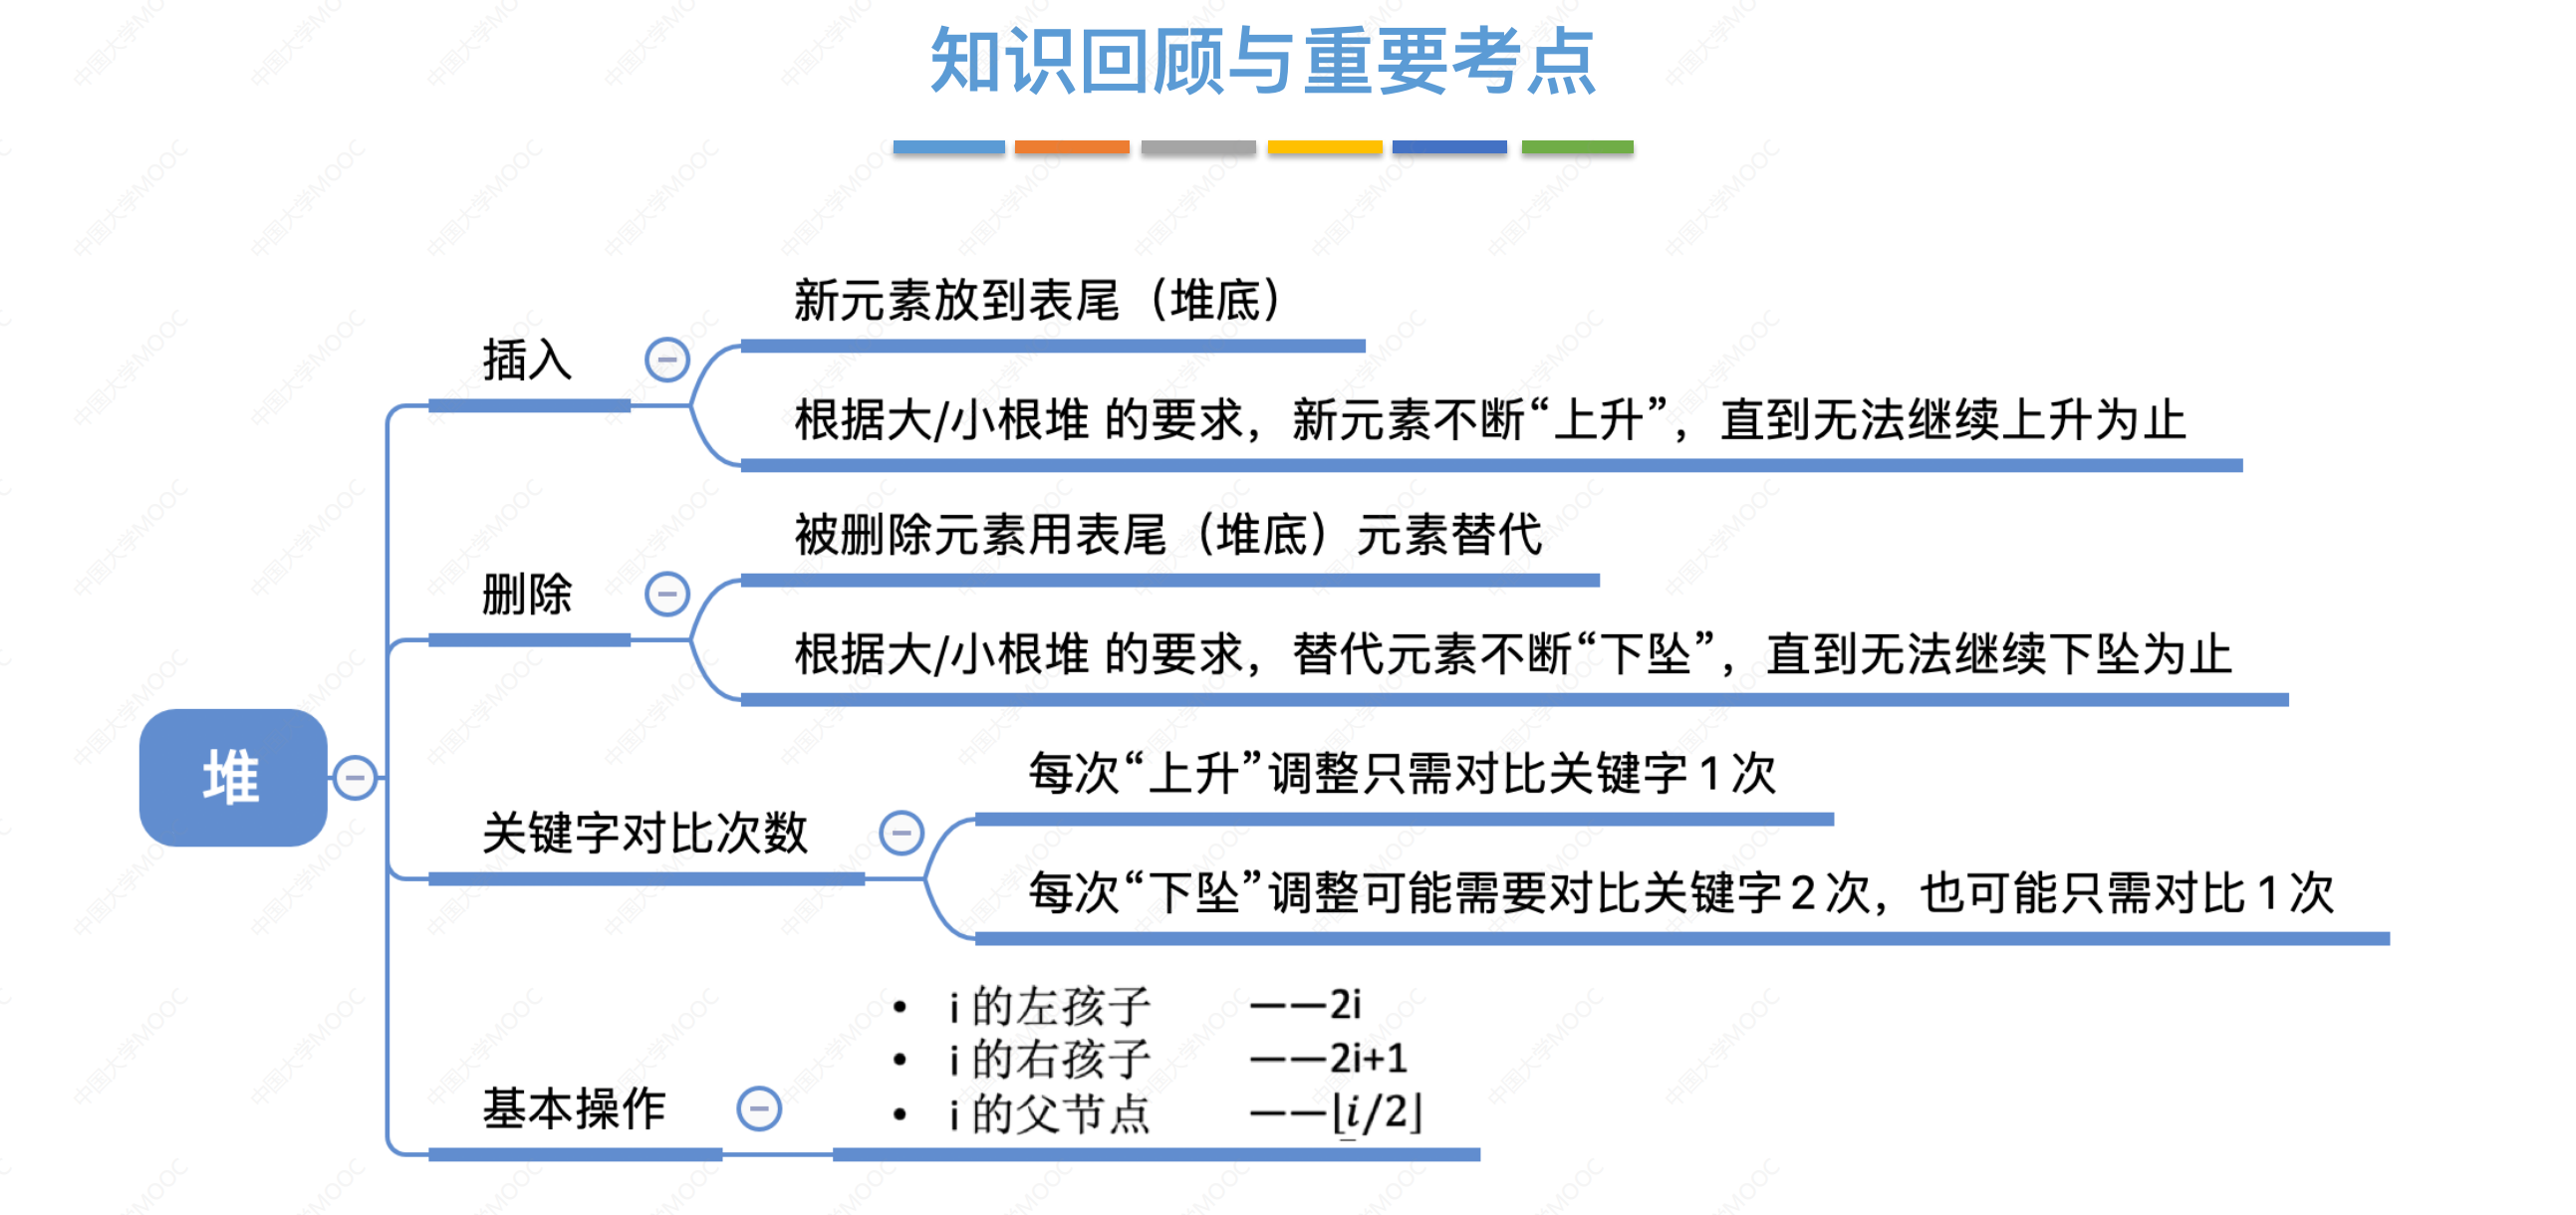 知识回顾与重要考点
新元素放到表尾（堆底）
插入
根据大/小根堆 的要求，新元素不断“上升”，直到无法继续上升为止
被删除元素用表尾（堆底）元素替代
删除
根据大/小根堆 的要求，替代元素不断“下坠”，直到无法继续下坠为止
堆
每次“上升”调整只需对比关键字1次
关键字对比次数
每次“下坠”调整可能需要对比关键字2次，也可能只需对比1次
• i 的左孩子 ——2i
• i 的右孩子 ——2i+1
基本操作
• i 的父节点 ——⌊i/2⌋
中国大学MOOC